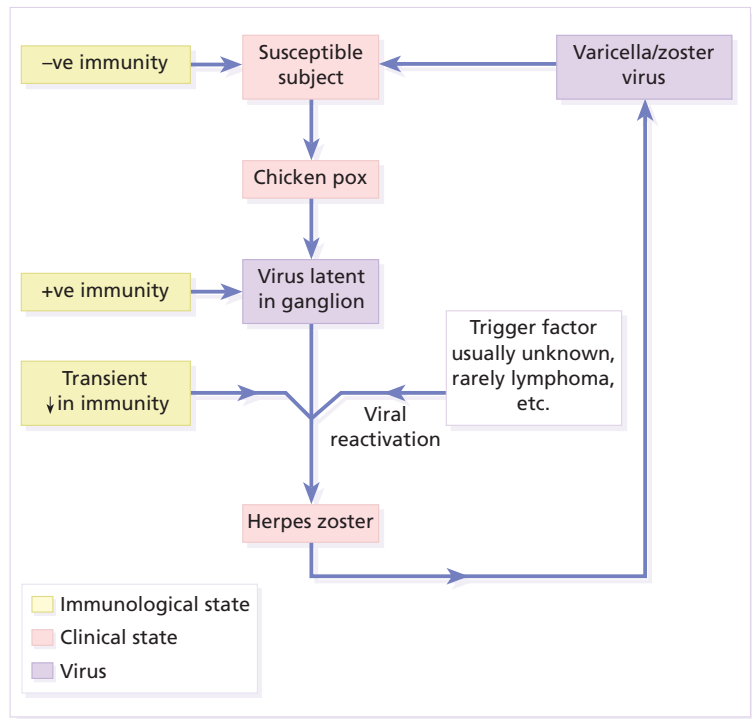 –ve immunity
Susceptible
subject
Varicella/zoster
virus
Chicken pox
+ve immunity
Virus latent
in ganglion
Trigger factor
usually unknown,
rarely lymphoma,
etc.
Transient
↓in immunity
Viral
reactivation
Herpes zoster
Immunological state
Clinical state
Virus